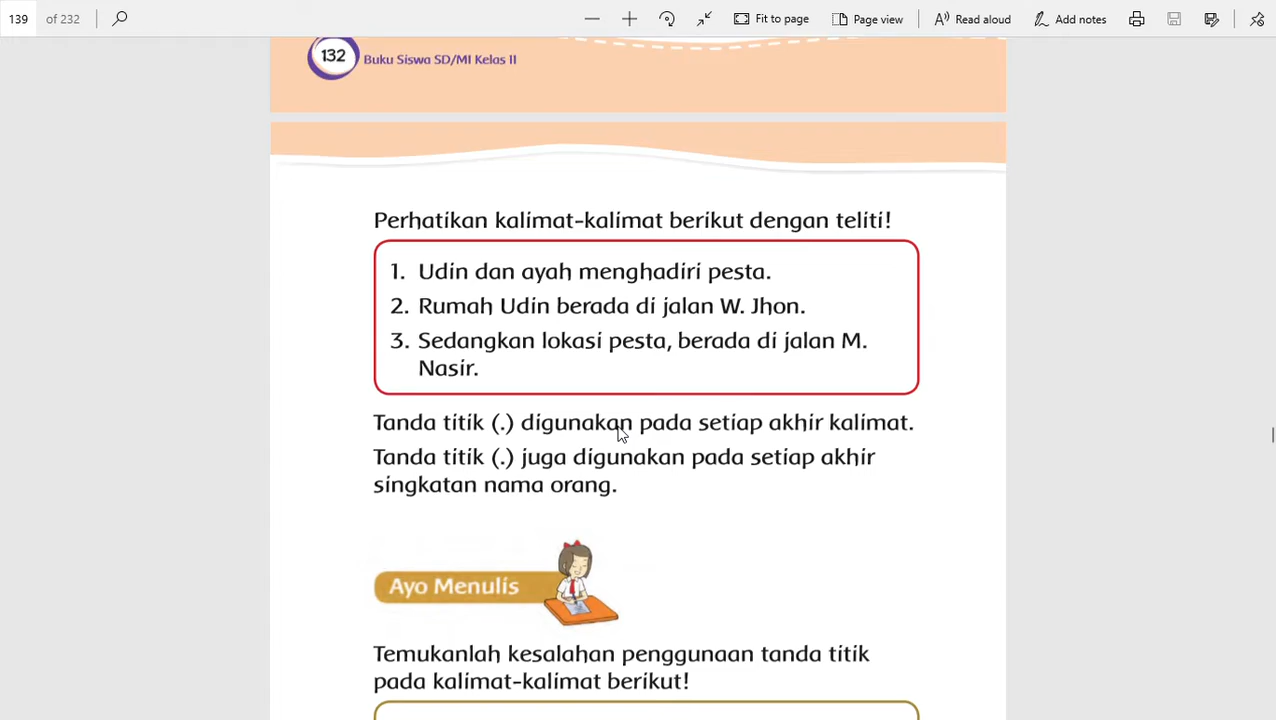 139 of 232 Fit to page Page view Read aloud Add notes
132 Buku Siswa SD/MI Kelas II
Perhatikan kalimat-kalimat berikut dengan teliti!
1. Udin dan ayah menghadiri pesta.
2. Rumah Udin berada di jalan W. Jhon.
3. Sedangkan lokasi pesta, berada di jalan M.
Nasir.
Tanda titik (.) digunakan pada setiap akhir kalimat.
Tanda titik (.) juga digunakan pada setiap akhir
singkatan nama orang.
Ayo Menulis
Temukanlah kesalahan penggunaan tanda titik
pada kalimat-kalimat berikut!